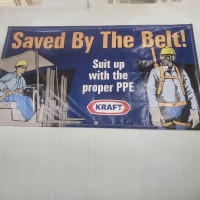 Saved By The Belt!
Suit up
with the
proper PPE
KRAFT